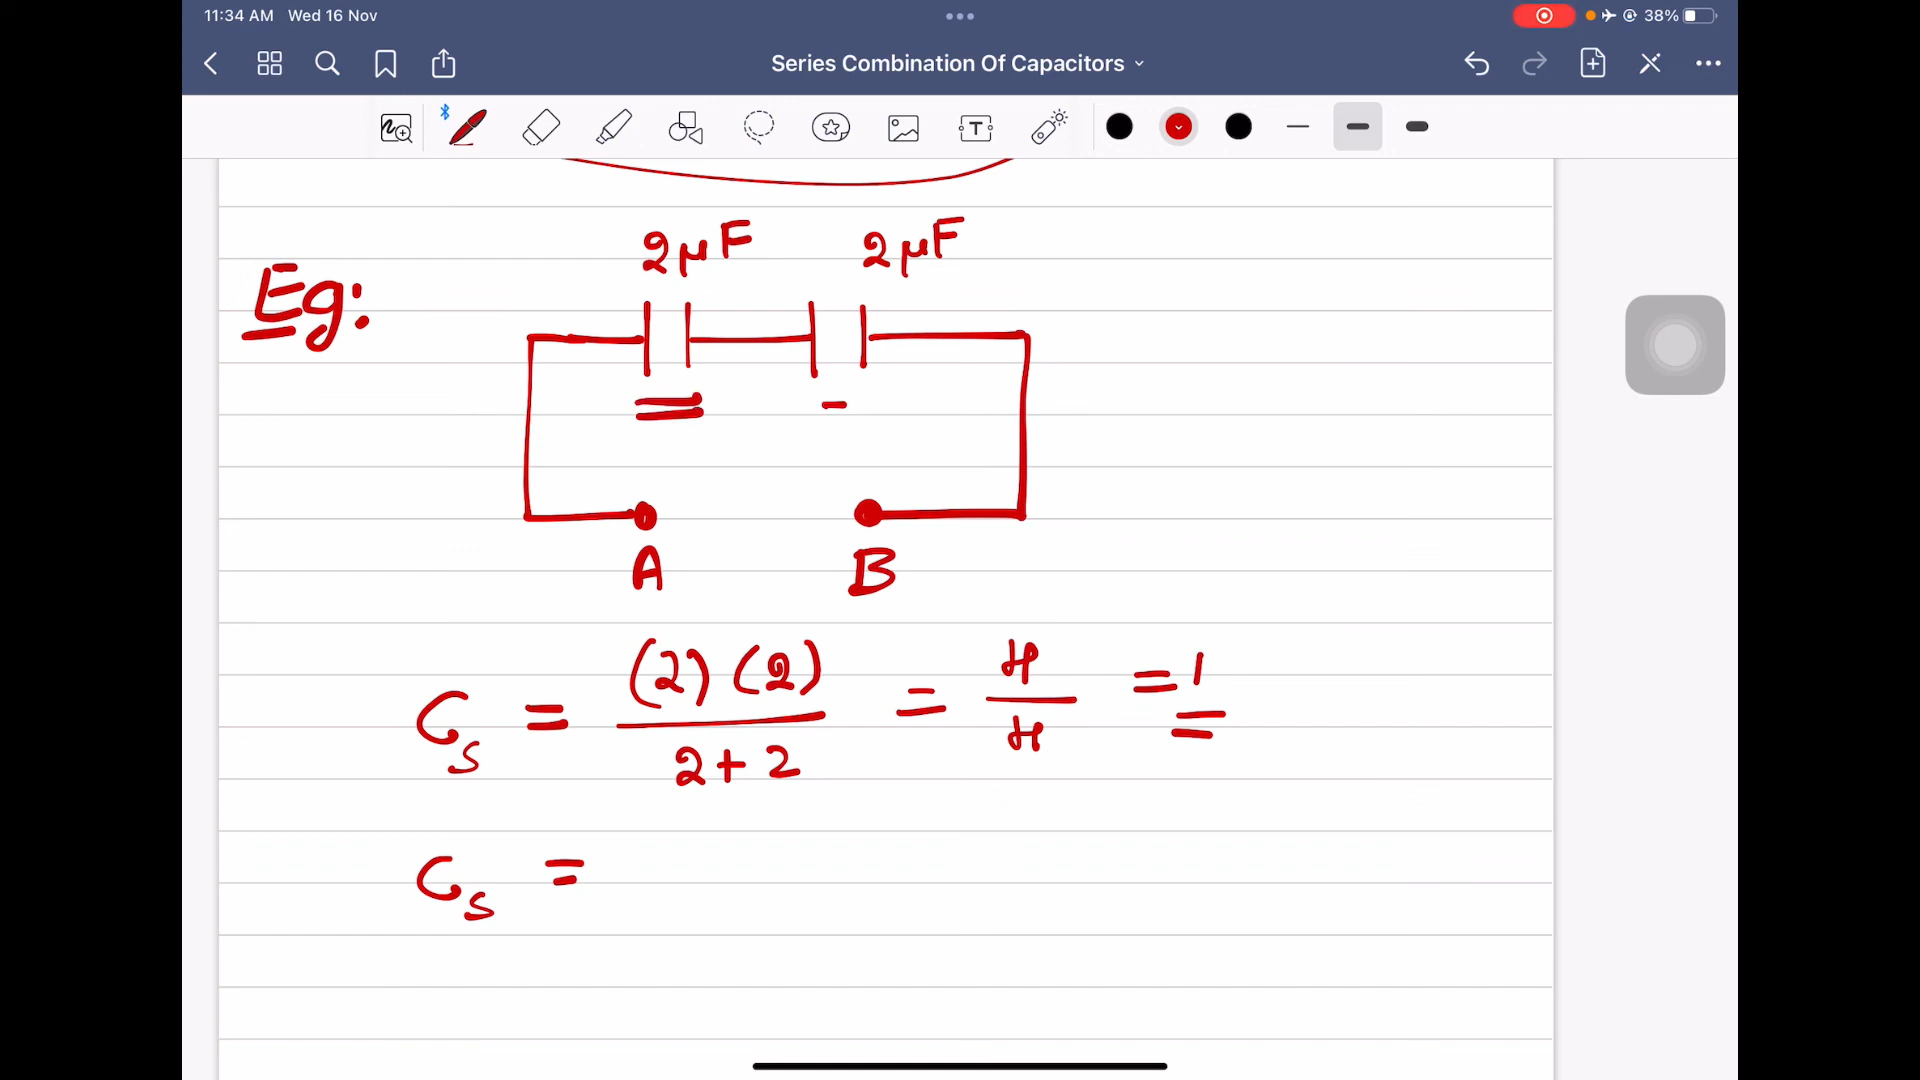 11:34 AM Wed 16 Nov 38%
Series Combination Of Capacitors
T
2μF 2μF
Eg:
A B
Cs = (2)(2) / 2+2 = 4/4 = 1
Cs =